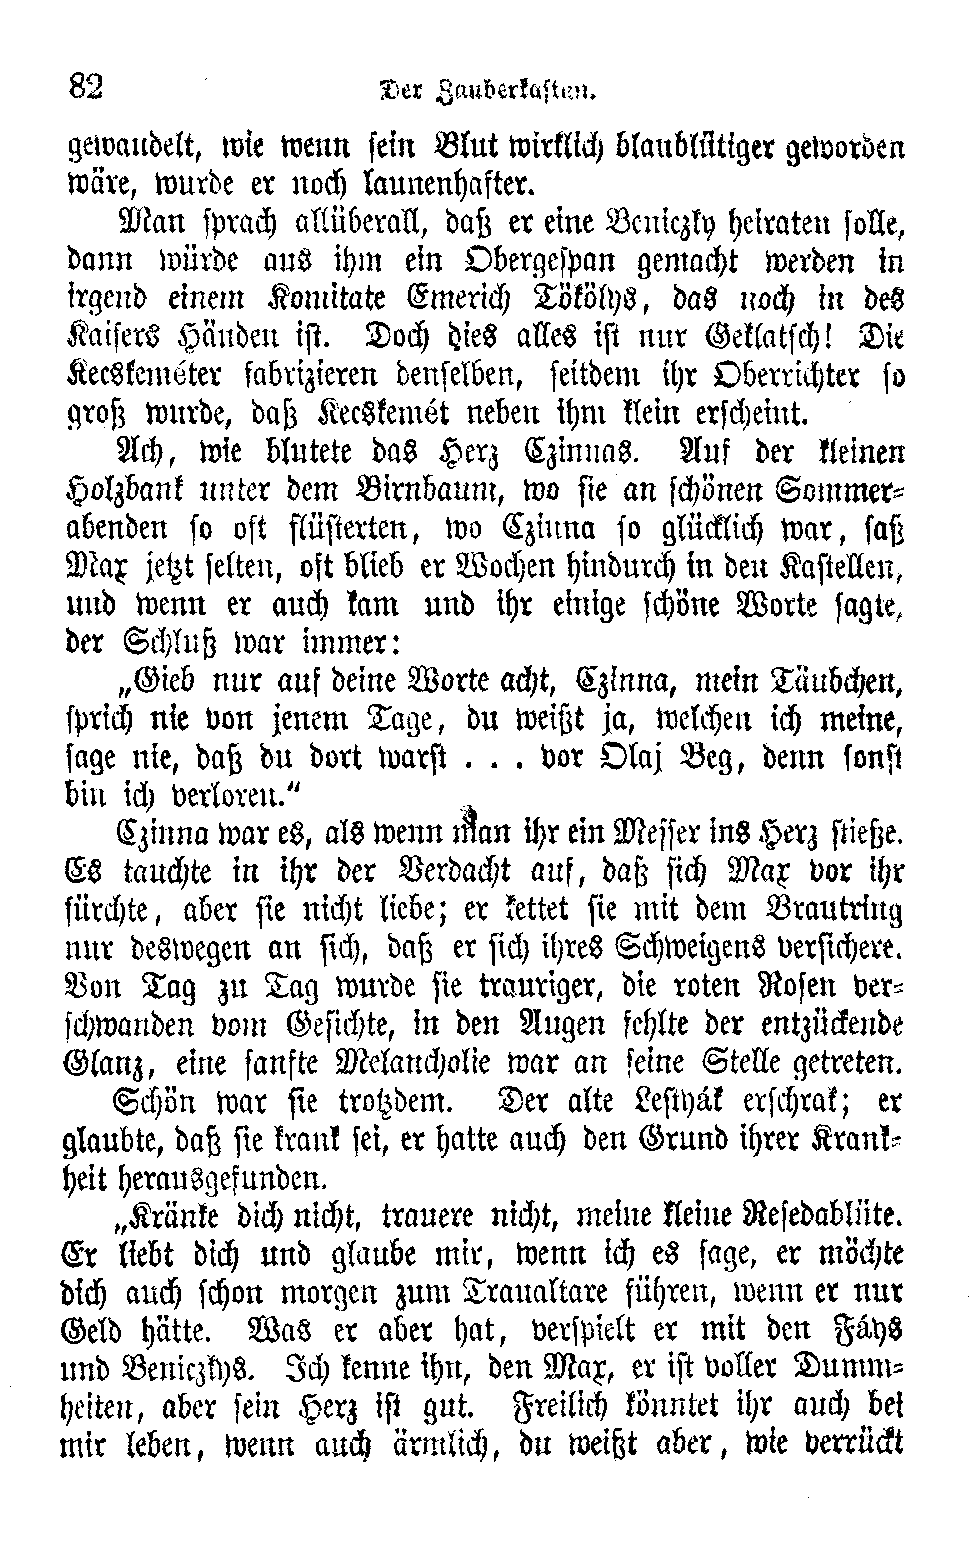 82
Der Zauberkasten.
gewandelt, wie wenn sein Blut wirklich blaublütiger geworden
wäre, wurde er noch launenhafter.
Man sprach allüberall, daß er eine Beniczky heiraten solle,
dann würde aus ihm ein Obergespan gemacht werden in
irgend einem Komitate Emerich Tökölys, das noch in des
Kaisers Händen ist. Doch dies alles ist nur Geklatsch! Die
Kecskeméter fabrizieren denselben, seitdem ihr Oberrichter so
groß wurde, daß Kecskemét neben ihm klein erscheint.
Ach, wie blutete das Herz Czinnas. Auf der kleinen
Holzbank unter dem Birnbaum, wo sie an schönen Sommer-
abenden so oft flüsterten, wo Czinna so glücklich war, saß
Max jetzt selten, oft blieb er Wochen hindurch in den Kastellen,
und wenn er auch kam und ihr einige schöne Worte sagte,
der Schluß war immer:
„Gieb nur auf deine Worte acht, Czinna, mein Täubchen,
sprich nie von jenem Tage, du weißt ja, welchen ich meine,
sage nie, daß du dort warst . . . vor Olaj Beg, denn sonst
bin ich verloren.“
Czinna war es, als wenn man ihr ein Messer ins Herz stieße.
Es tauchte in ihr der Verdacht auf, daß sich Max vor ihr
fürchte, aber sie nicht liebe; er kettet sie mit dem Brautring
nur deswegen an sich, daß er sich ihres Schweigens versichere.
Von Tag zu Tag wurde sie trauriger, die roten Rosen ver-
schwanden vom Gesichte, in den Augen fehlte der entzückende
Glanz, eine sanfte Melancholie war an seine Stelle getreten.
Schön war sie trotzdem. Der alte Lestyák erschrak; er
glaubte, daß sie krank sei, er hatte auch den Grund ihrer Krank-
heit herausgefunden.
„Kränke dich nicht, trauere nicht, meine kleine Resedablüte.
Er liebt dich und glaube mir, wenn ich es sage, er möchte
dich auch schon morgen zum Traualtare führen, wenn er nur
Geld hätte. Was er aber hat, verspielt er mit den Fáys
und Beniczkys. Ich kenne ihn, den Max, er ist voller Dumm-
heiten, aber sein Herz ist gut. Freilich könntet ihr auch bei
mir leben, wenn auch ärmlich, du weißt aber, wie verrückt